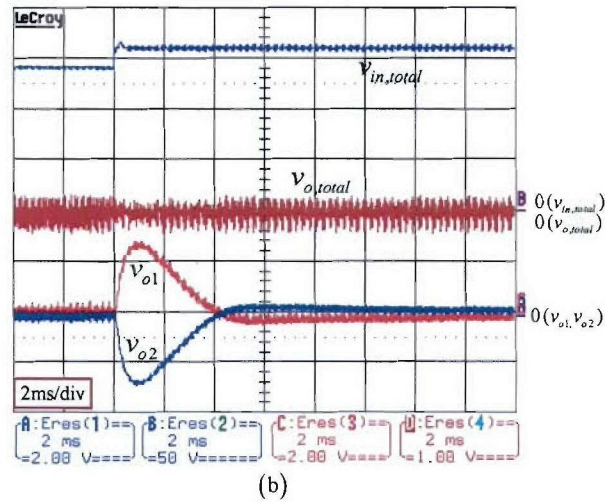 LeCroy
v_in,total
v_o,total
B 0(v_in,total)
0(v_o,total)
v_o1
0(v_o1,v_o2)
v_o2
2ms/div
A:Eres(1)== B:Eres(2)== C:Eres(3)== D:Eres(4)==
2 ms 2 ms 2 ms 2 ms
=2.00 V==== =50 V===== =2.00 V==== =1.00 V====
(b)